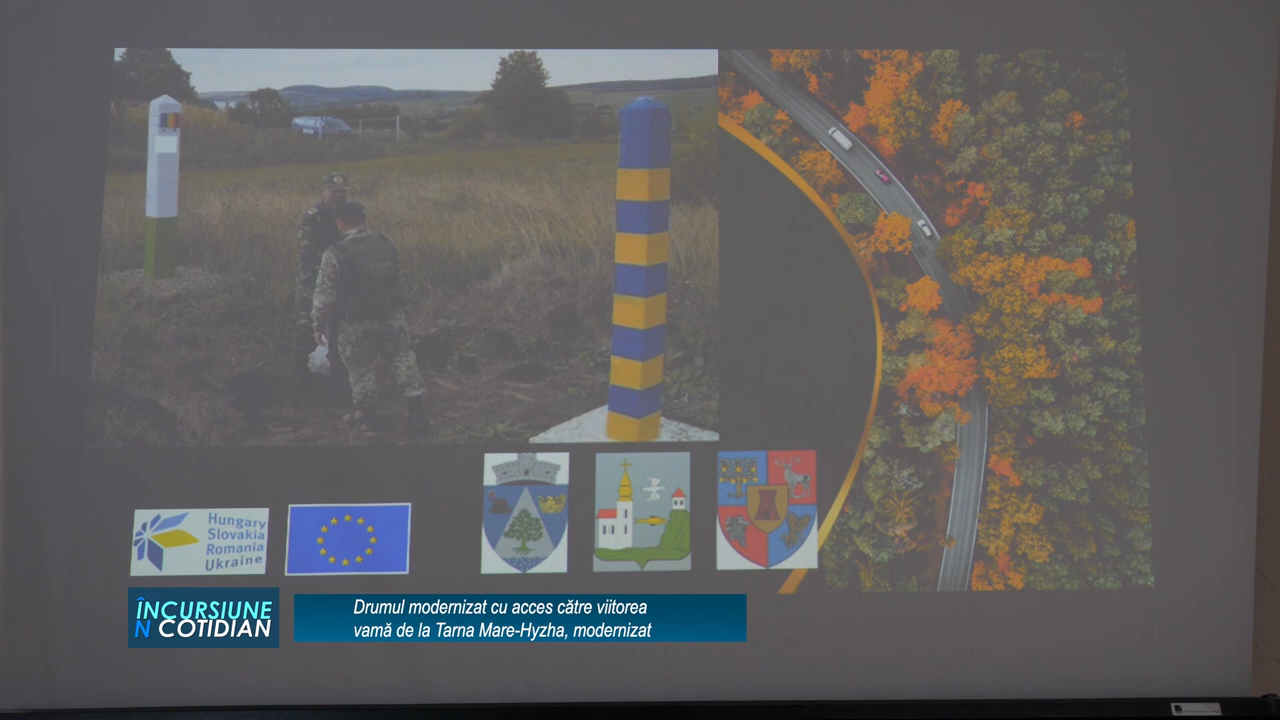 Hungary
Slovakia
Romania
Ukraine
ÎNCURSIUNE
N COTIDIAN
Drumul modernizat cu acces către viitorea
vamă de la Tarna Mare-Hyzha, modernizat